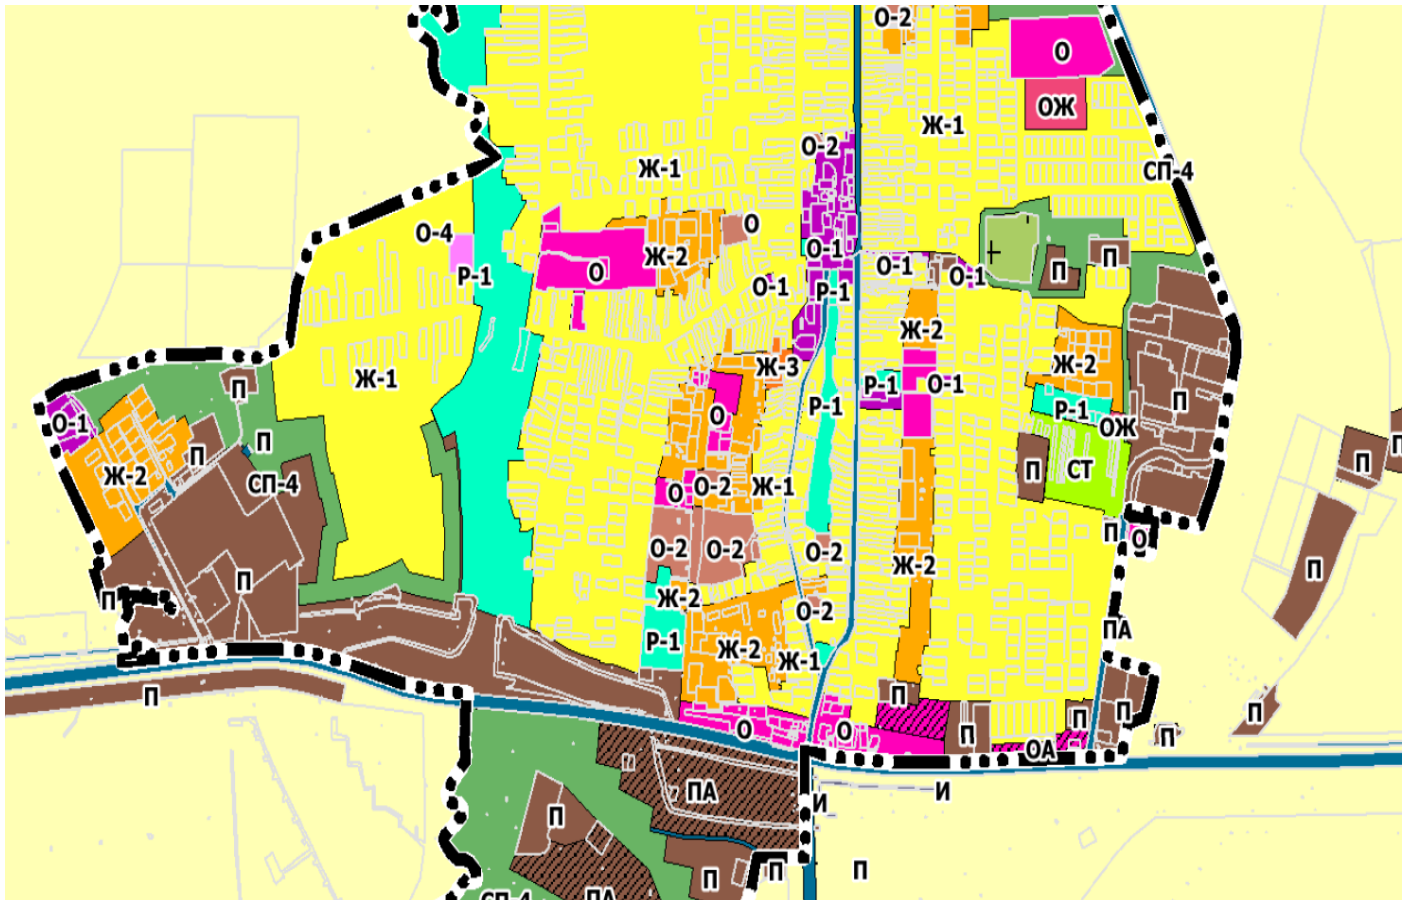 О-2
О
ОЖ
Ж-1
О-2
Ж-1
СП-4
О-4
О
О-1
Ж-2
П
П
Р-1
О
О-1
О-1
О-1
Р-1
Ж-2
Ж-3
Ж-2
Ж-1
П
Р-1
О-1
Р-1
П
О
Р-1
О-1
ОЖ
П
П
Ж-2
СП-4
О
О-2
Ж-1
П
СТ
П
П
П
О
О-2
О-2
О-2
Ж-2
П
П
П
Ж-2
О-2
Р-1
Ж-2
Ж-1
ПА
П
П
О
О
П
П
П
П
П
ОА
ПА
И
И
П
П
П
П
СП-4
ПА